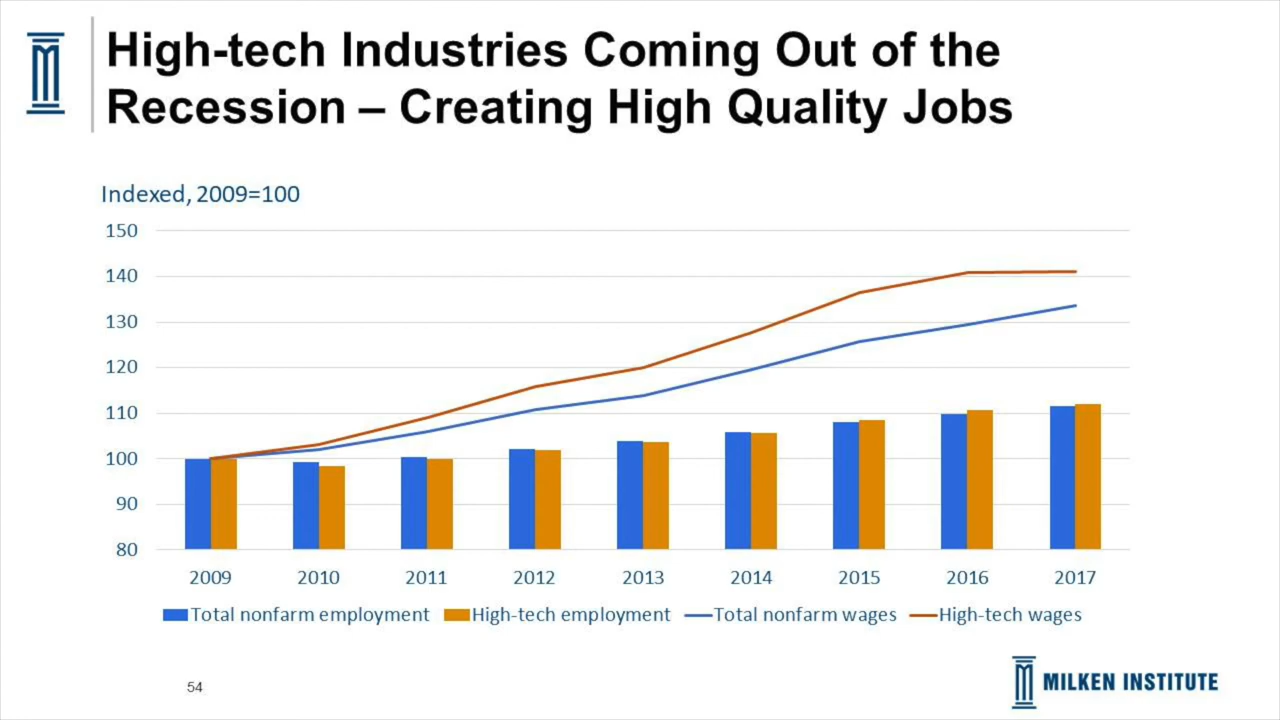 High-tech Industries Coming Out of the
Recession – Creating High Quality Jobs
Indexed, 2009=100
150
140
130
120
110
100
90
80
2009 2010 2011 2012 2013 2014 2015 2016 2017
Total nonfarm employment High-tech employment Total nonfarm wages High-tech wages
54
MILKEN INSTITUTE